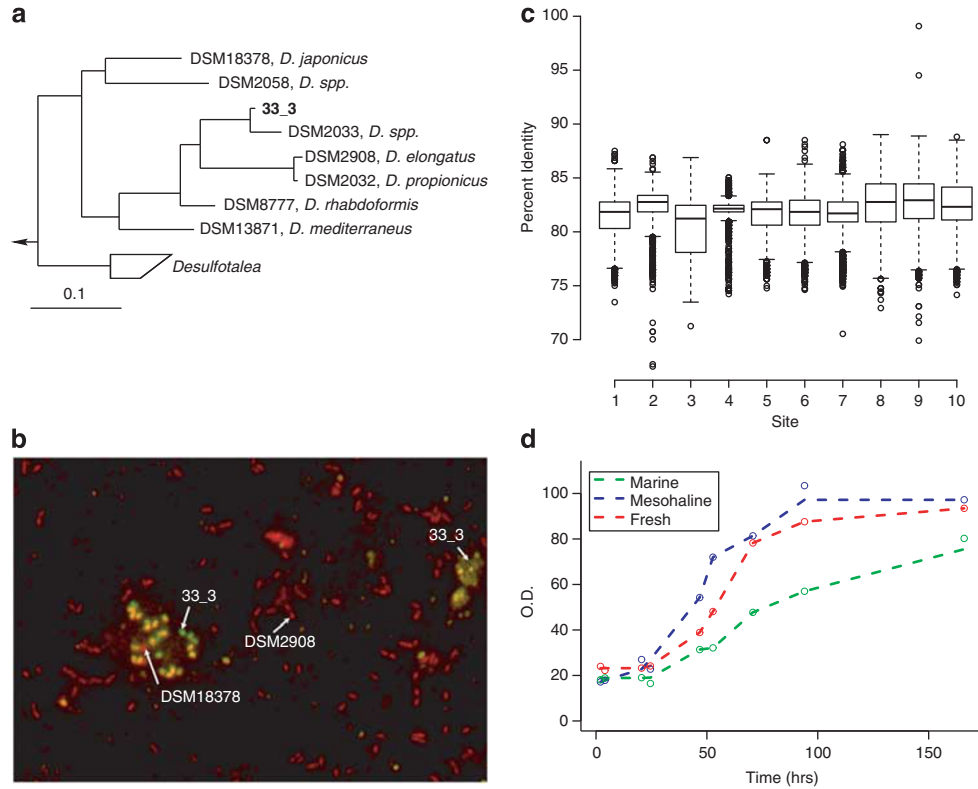 a
DSM18378, D. japonicus
DSM2058, D. spp.
33_3
DSM2033, D. spp.
DSM2908, D. elongatus
DSM2032, D. propionicus
DSM8777, D. rhabdoformis
DSM13871, D. mediterraneus
Desulfotalea
0.1
b
33_3
33_3
DSM2908
DSM18378
c
100
95
90
85
80
75
70
Percent Identity
1 2 3 4 5 6 7 8 9 10
Site
d
Marine
Mesohaline
Fresh
100
80
60
40
20
0
O.D.
0 50 100 150
Time (hrs)